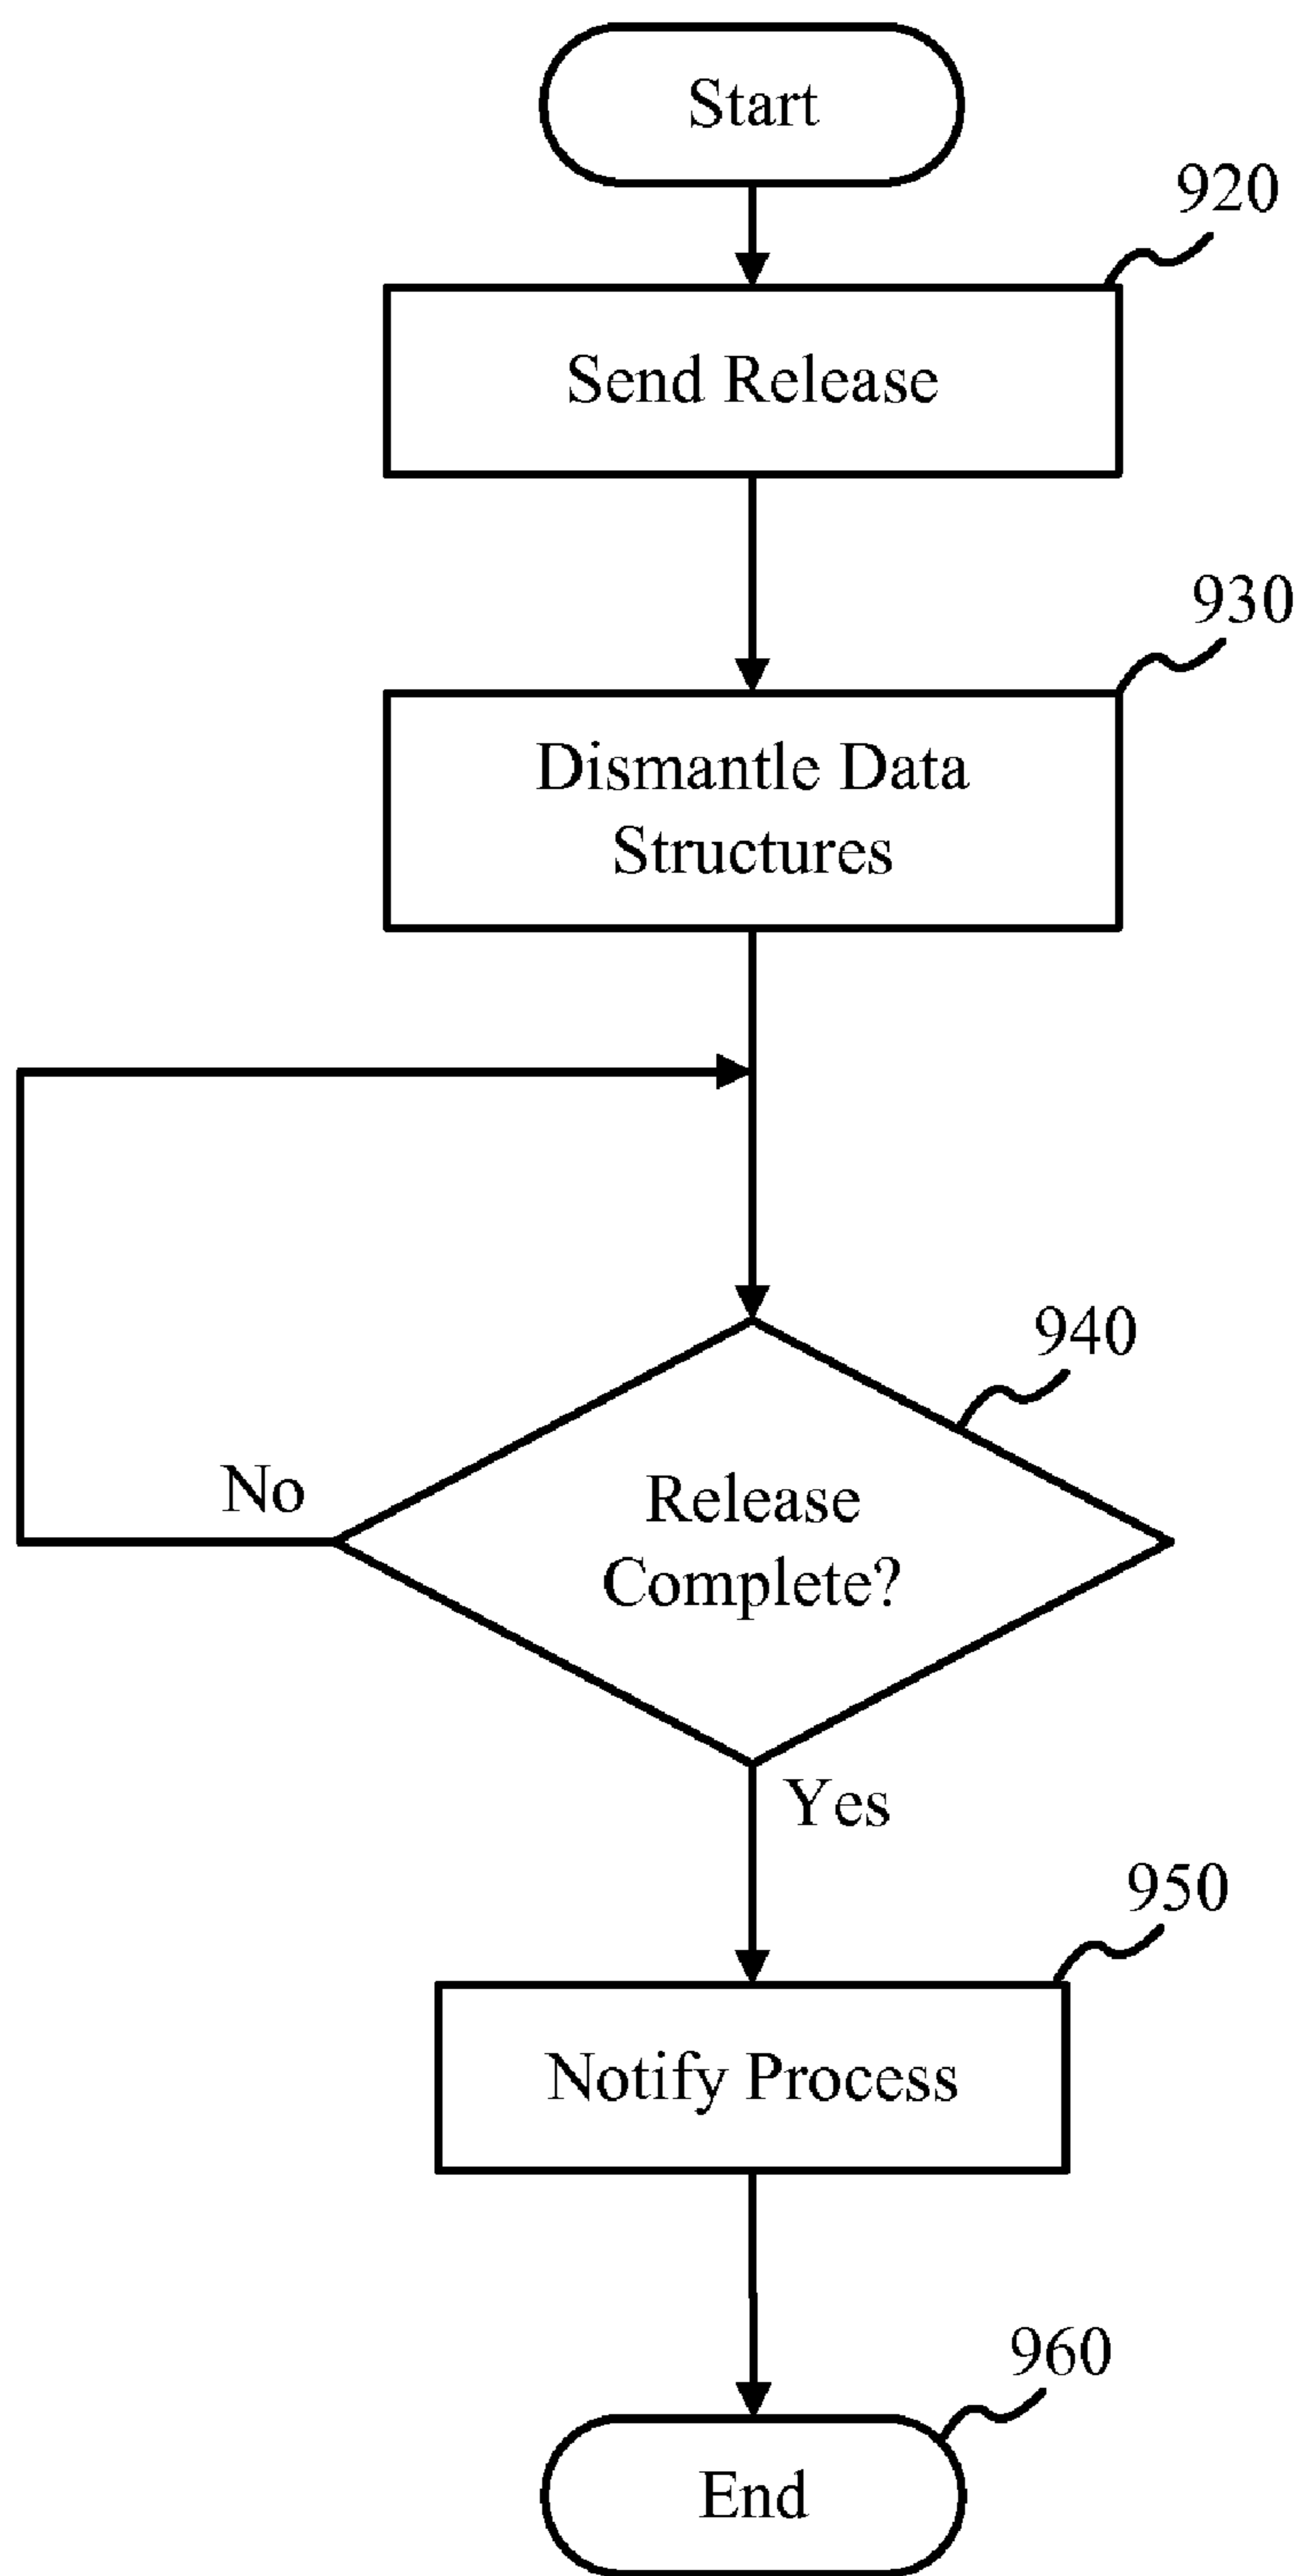 Start
920
Send Release
930
Dismantle Data
Structures
940
No
Release
Complete?
Yes
950
Notify Process
960
End